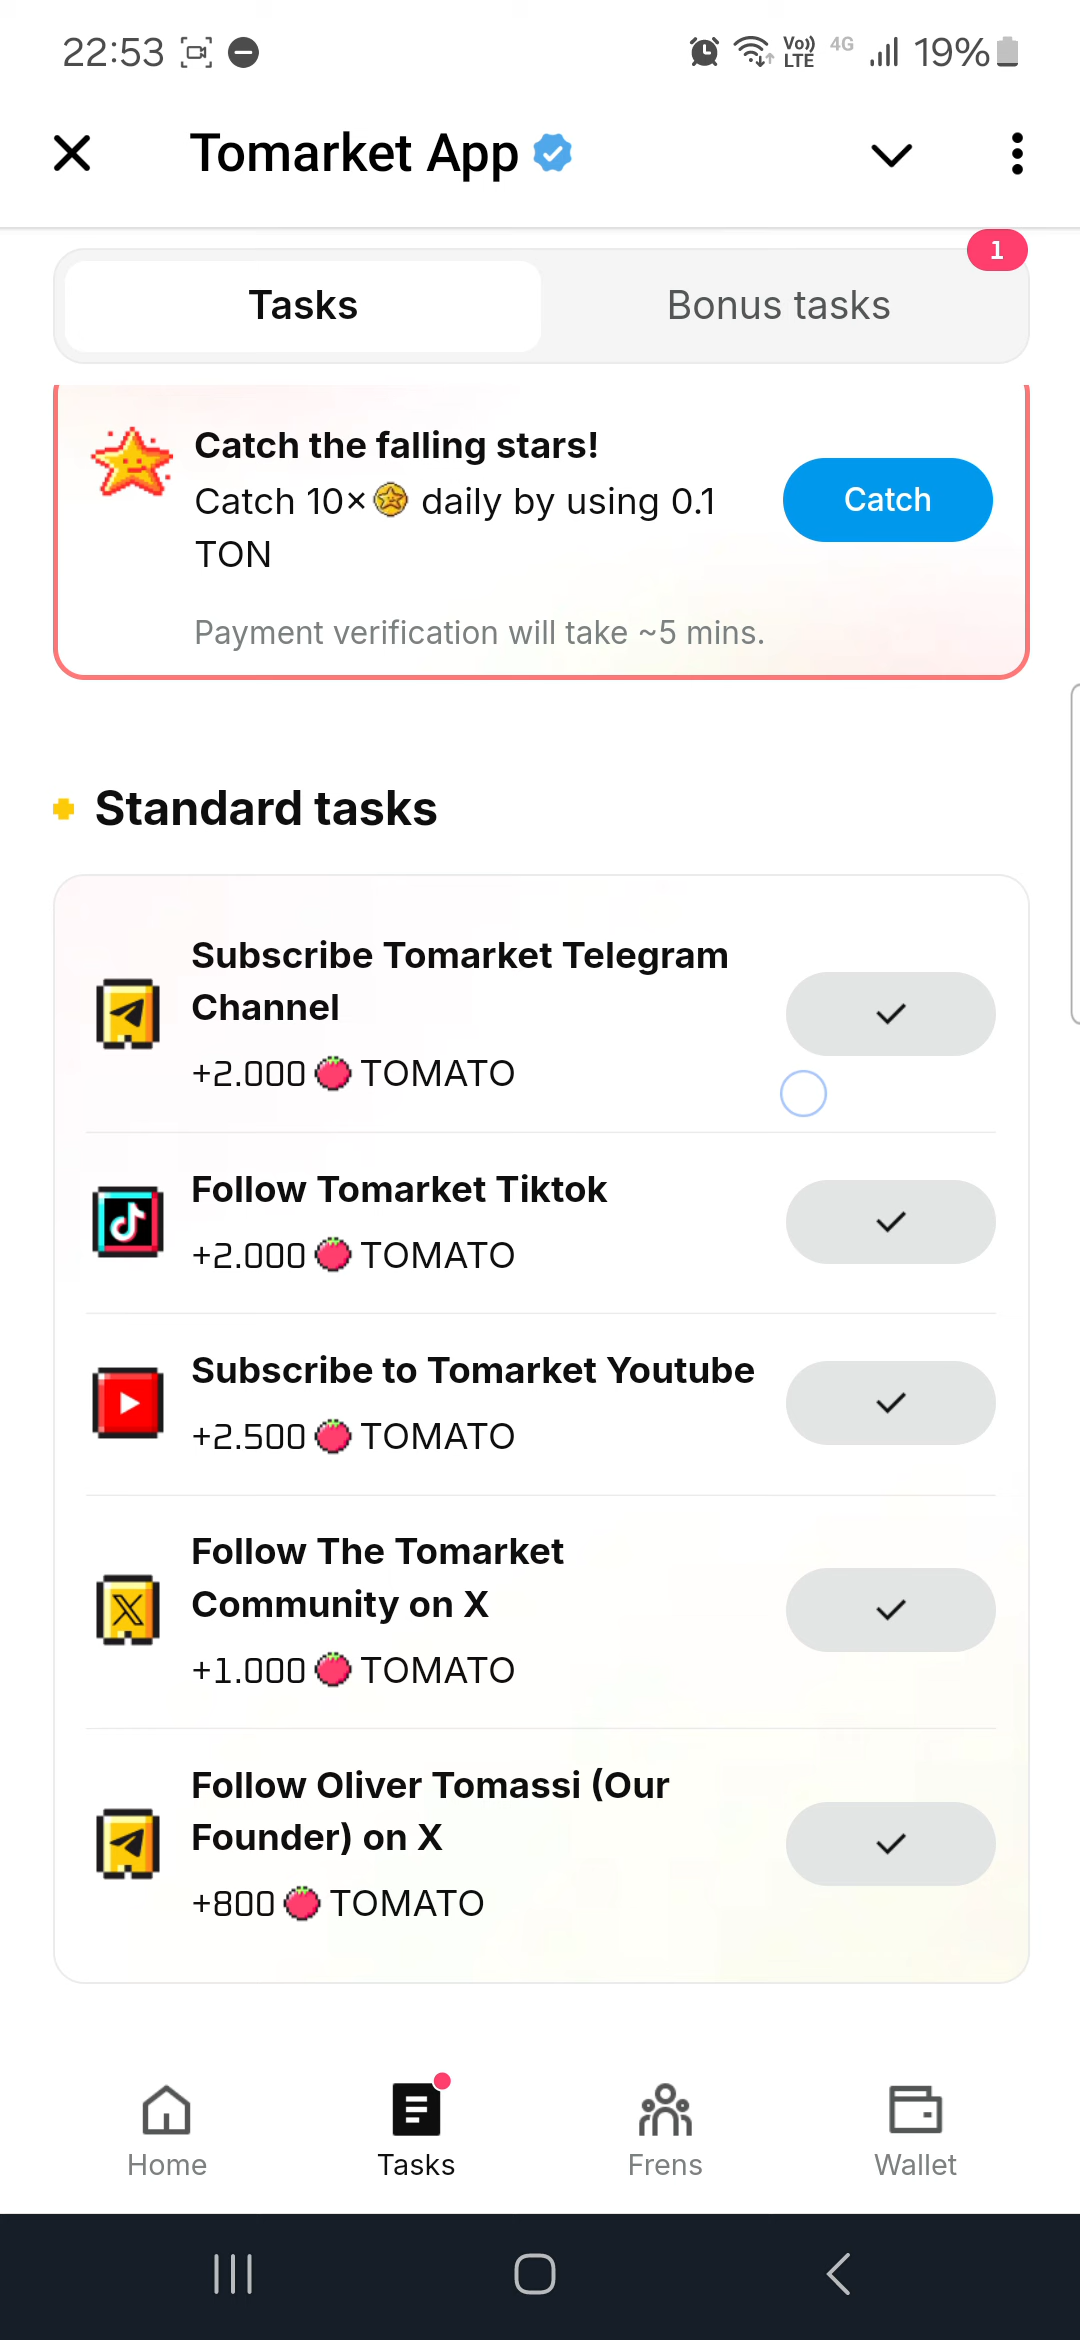 22:53
Vo)) LTE 4G 19%
Tomarket App
Tasks
Bonus tasks
1
Catch the falling stars!
Catch 10× daily by using 0.1
TON
Catch
Payment verification will take ~5 mins.
Standard tasks
Subscribe Tomarket Telegram
Channel
+2.000 TOMATO
Follow Tomarket Tiktok
+2.000 TOMATO
Subscribe to Tomarket Youtube
+2.500 TOMATO
Follow The Tomarket
Community on X
+1.000 TOMATO
Follow Oliver Tomassi (Our
Founder) on X
+800 TOMATO
Home
Tasks
Frens
Wallet